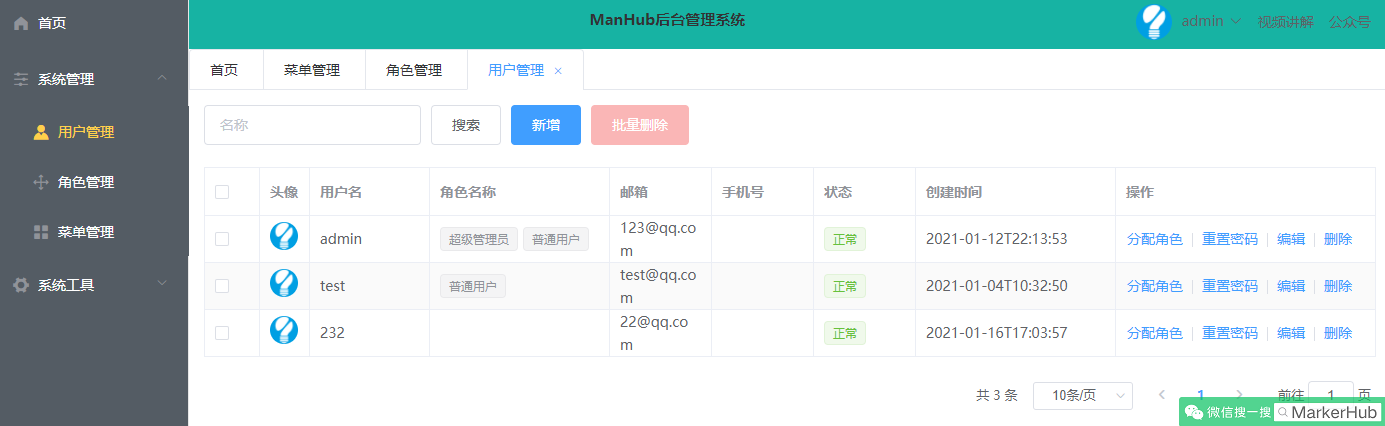 首页
系统管理
用户管理
角色管理
菜单管理
系统工具
ManHub后台管理系统
admin 视频讲解 公众号
首页 菜单管理 角色管理 用户管理
名称 搜索 新增 批量删除
头像 用户名 角色名称 邮箱 手机号 状态 创建时间 操作
admin 超级管理员 普通用户 123@qq.co
m 正常 2021-01-12T22:13:53 分配角色 重置密码 编辑 删除
test 普通用户 test@qq.co
m 正常 2021-01-04T10:32:50 分配角色 重置密码 编辑 删除
232 22@qq.co
m 正常 2021-01-16T17:03:57 分配角色 重置密码 编辑 删除
共 3 条 10条/页 1 前往 1 页
微信搜一搜 MarkerHub